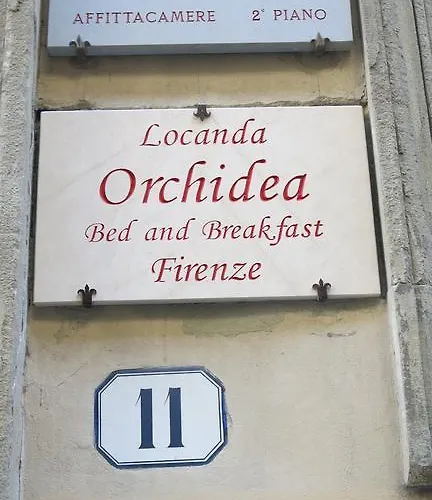 AFFITTACAMERE 2° PIANO
Locanda
Orchidea
Bed and Breakfast
Firenze
11